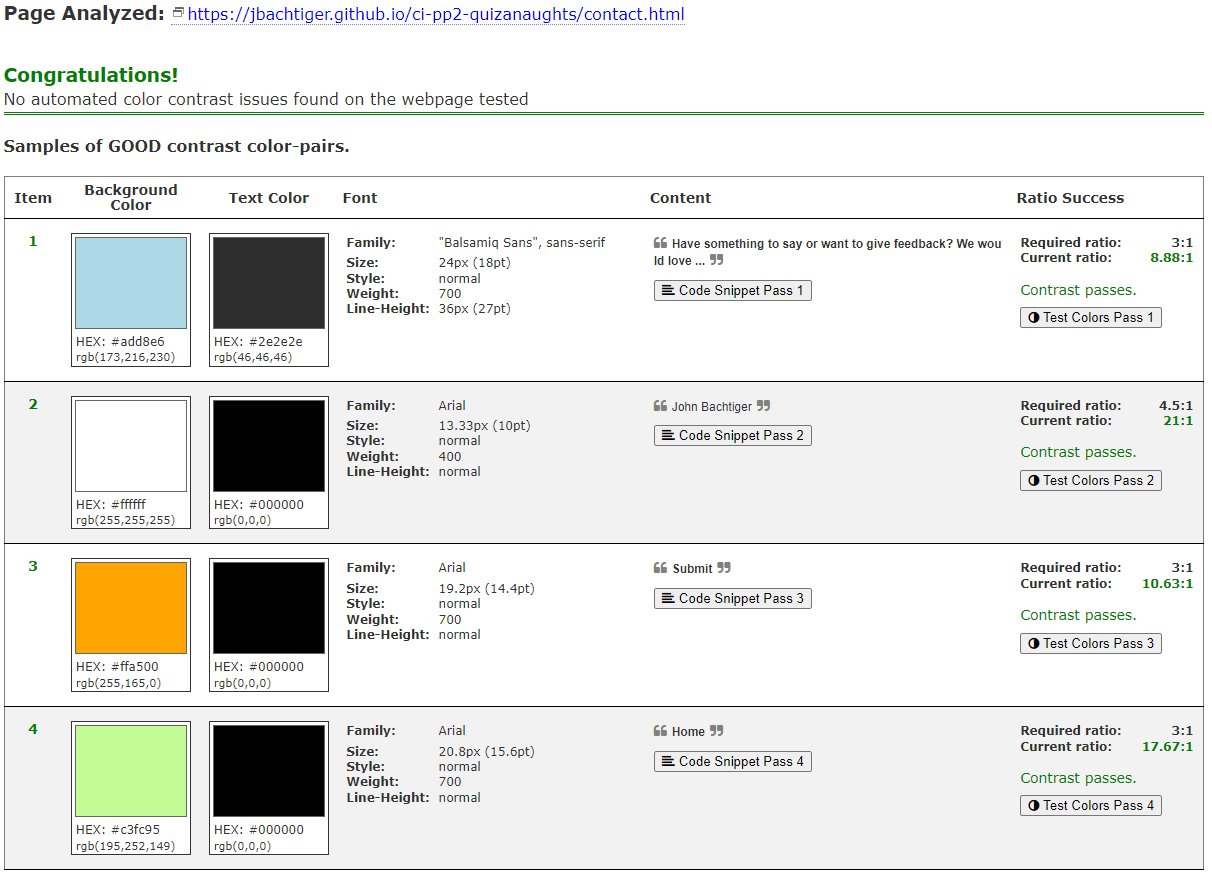 Page Analyzed: https://jbachtiger.github.io/ci-pp2-quizanaughts/contact.html
Congratulations!
No automated color contrast issues found on the webpage tested
Samples of GOOD contrast color-pairs.
Item Background Color Text Color Font Content Ratio Success
1
HEX: #add8e6
rgb(173,216,230)
HEX: #2e2e2e
rgb(46,46,46)
Family: "Balsamiq Sans", sans-serif
Size: 24px (18pt)
Style: normal
Weight: 700
Line-Height: 36px (27pt)
❝ Have something to say or want to give feedback? We wou
ld love ... ❞
Code Snippet Pass 1
Required ratio: 3:1
Current ratio: 8.88:1
Contrast passes.
Test Colors Pass 1
2
HEX: #ffffff
rgb(255,255,255)
HEX: #000000
rgb(0,0,0)
Family: Arial
Size: 13.33px (10pt)
Style: normal
Weight: 400
Line-Height: normal
❝ John Bachtiger ❞
Code Snippet Pass 2
Required ratio: 4.5:1
Current ratio: 21:1
Contrast passes.
Test Colors Pass 2
3
HEX: #ffa500
rgb(255,165,0)
HEX: #000000
rgb(0,0,0)
Family: Arial
Size: 19.2px (14.4pt)
Style: normal
Weight: 700
Line-Height: normal
❝ Submit ❞
Code Snippet Pass 3
Required ratio: 3:1
Current ratio: 10.63:1
Contrast passes.
Test Colors Pass 3
4
HEX: #c3fc95
rgb(195,252,149)
HEX: #000000
rgb(0,0,0)
Family: Arial
Size: 20.8px (15.6pt)
Style: normal
Weight: 700
Line-Height: normal
❝ Home ❞
Code Snippet Pass 4
Required ratio: 3:1
Current ratio: 17.67:1
Contrast passes.
Test Colors Pass 4